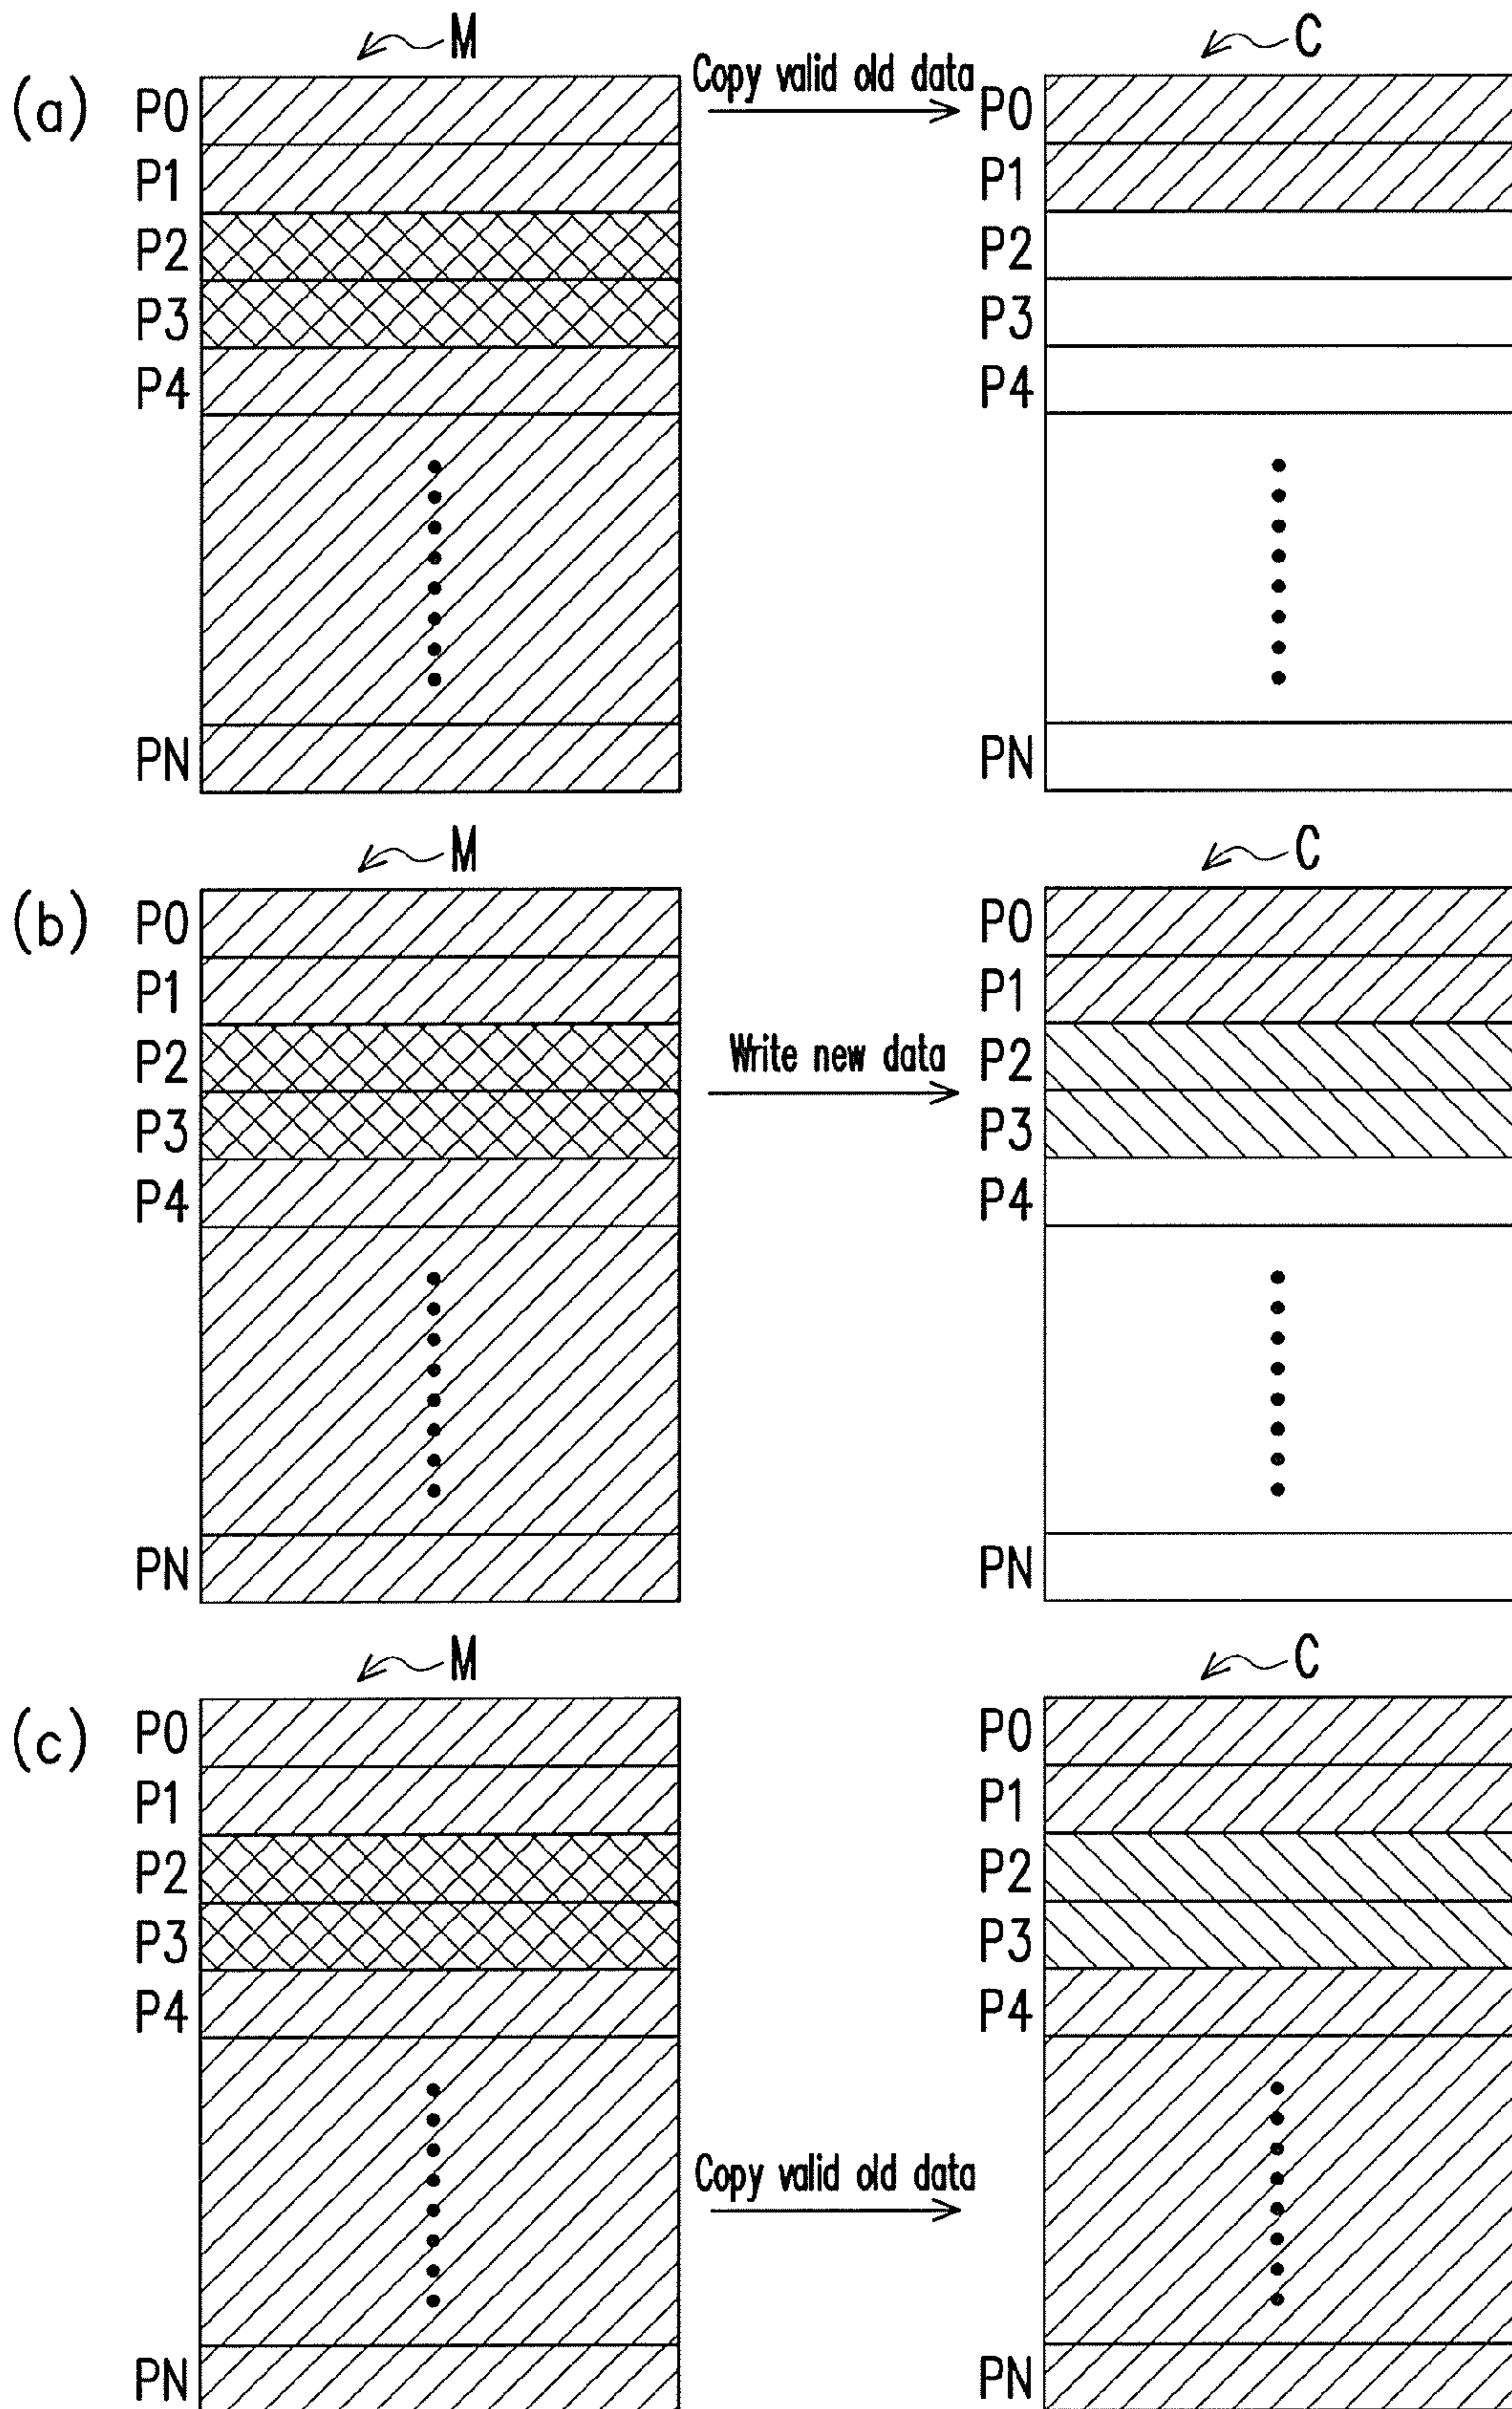 M
C
(a)
Copy valid old data
P0
P0
P1
P1
P2
P2
P3
P3
P4
P4
PN
PN
M
C
(b)
P0
P0
P1
P1
Write new data
P2
P2
P3
P3
P4
P4
PN
PN
M
C
(c)
P0
P0
P1
P1
P2
P2
P3
P3
P4
P4
Copy valid old data
PN
PN